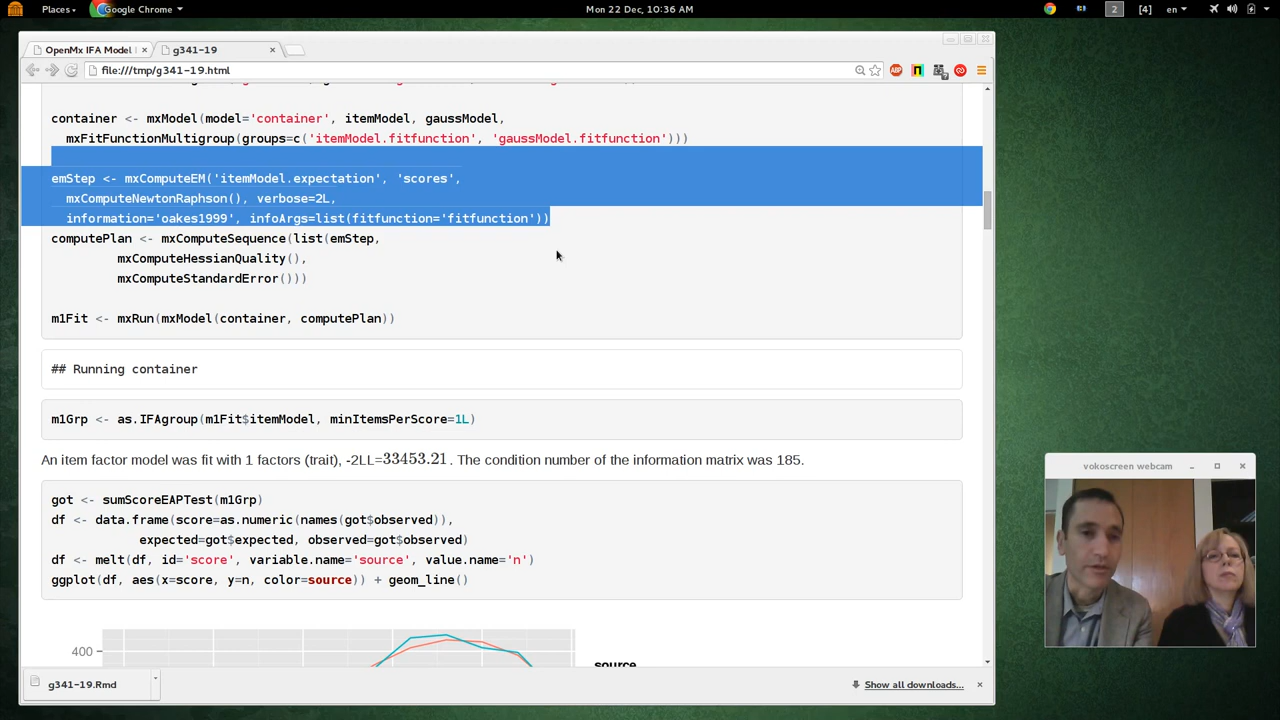 Places
Google Chrome
Mon 22 Dec, 10:36 AM
2
[4]
en
OpenMx IFA Model
g341-19
file:///tmp/g341-19.html
ABP
container <- mxModel(model='container', itemModel, gaussModel,
mxFitFunctionMultigroup(groups=c('itemModel.fitfunction', 'gaussModel.fitfunction')))
emStep <- mxComputeEM('itemModel.expectation', 'scores',
mxComputeNewtonRaphson(), verbose=2L,
information='oakes1999', infoArgs=list(fitfunction='fitfunction'))
computePlan <- mxComputeSequence(list(emStep,
mxComputeHessianQuality(),
mxComputeStandardError()))
m1Fit <- mxRun(mxModel(container, computePlan))
## Running container
m1Grp <- as.IFAgroup(m1Fit$itemModel, minItemsPerScore=1L)
An item factor model was fit with 1 factors (trait), -2LL=33453.21. The condition number of the information matrix was 185.
got <- sumScoreEAPTest(m1Grp)
df <- data.frame(score=as.numeric(names(got$observed)),
expected=got$expected, observed=got$observed)
df <- melt(df, id='score', variable.name='source', value.name='n')
ggplot(df, aes(x=score, y=n, color=source)) + geom_line()
400
source
g341-19.Rmd
Show all downloads...
vokoscreen webcam